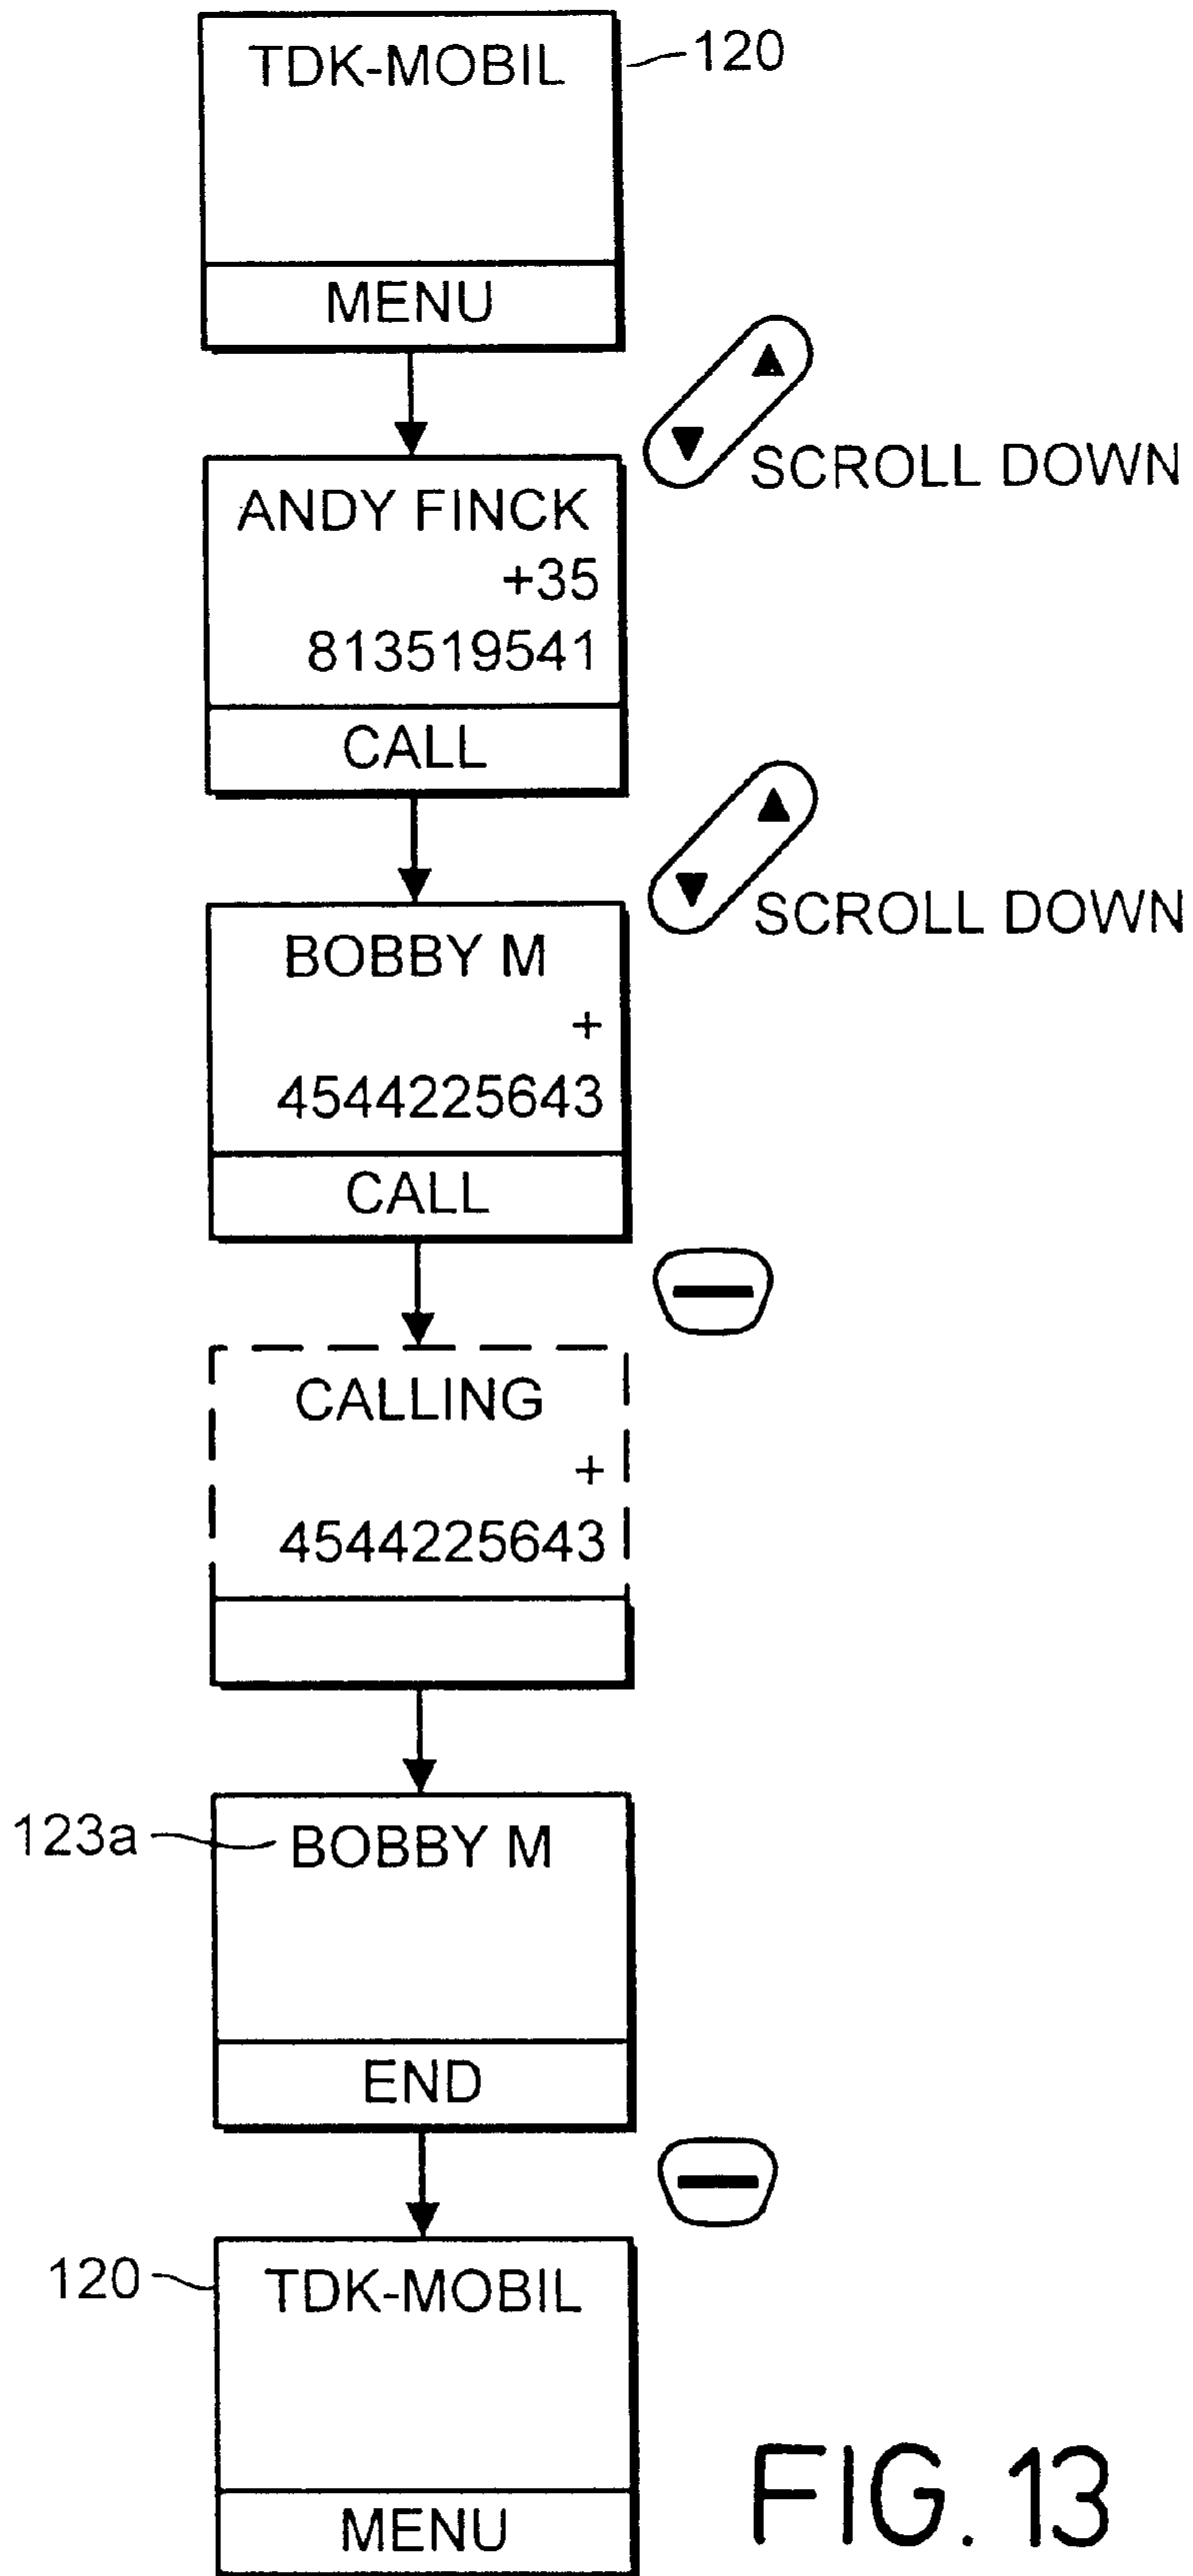 TDK-MOBIL
120
MENU
SCROLL DOWN
ANDY FINCK
+35
813519541
CALL
SCROLL DOWN
BOBBY M
+
4544225643
CALL
CALLING
+
4544225643
123a
BOBBY M
END
120
TDK-MOBIL
MENU
FIG. 13